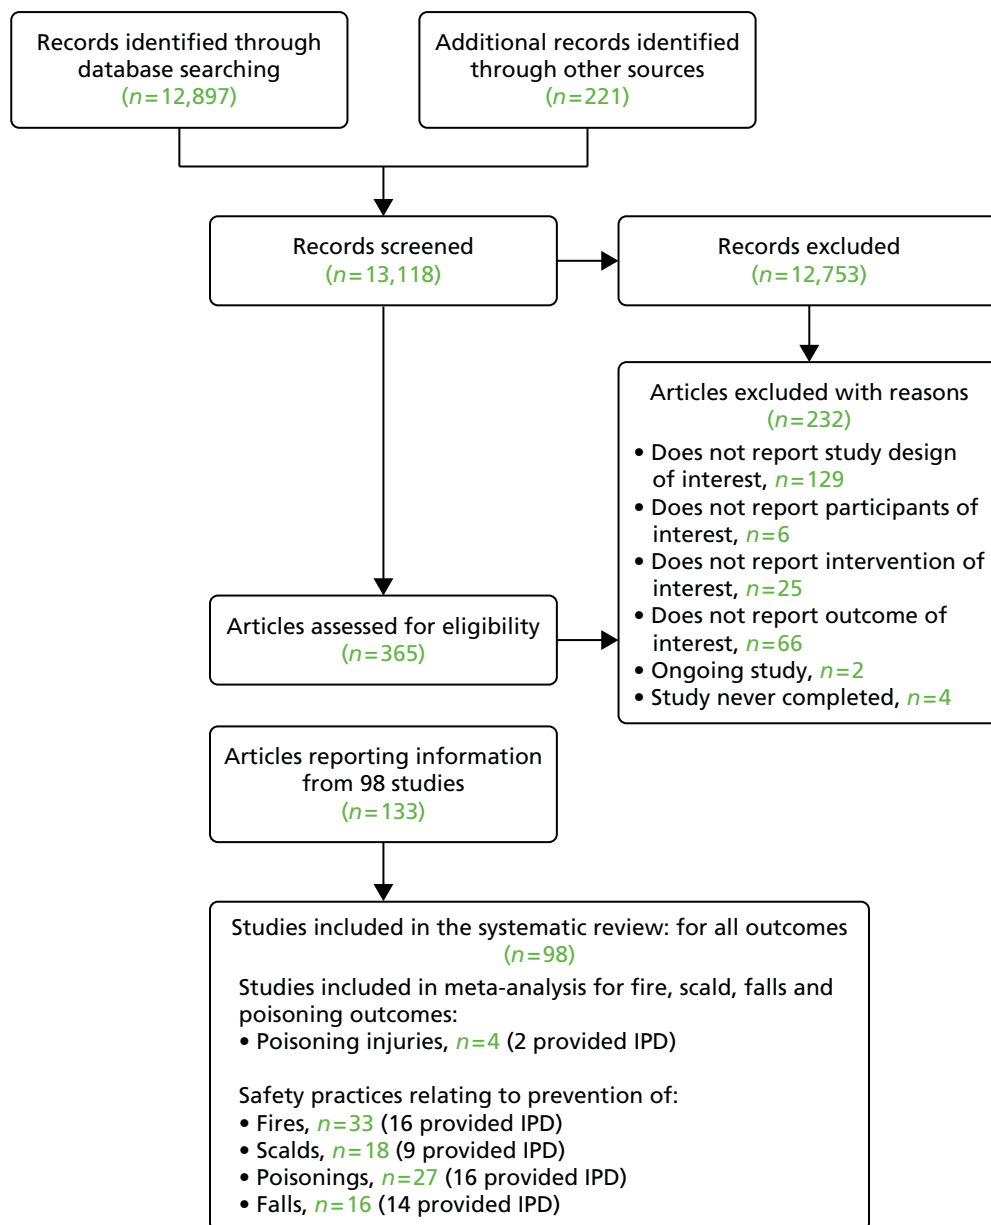 Records identified through
database searching
(n=12,897)
Additional records identified
through other sources
(n=221)
Records screened
(n=13,118)
Records excluded
(n=12,753)
Articles excluded with reasons
(n=232)
• Does not report study design
of interest, n=129
• Does not report participants of
interest, n=6
• Does not report intervention of
interest, n=25
• Does not report outcome of
interest, n=66
• Ongoing study, n=2
• Study never completed, n=4
Articles assessed for eligibility
(n=365)
Articles reporting information
from 98 studies
(n=133)
Studies included in the systematic review: for all outcomes
(n=98)
Studies included in meta-analysis for fire, scald, falls and
poisoning outcomes:
• Poisoning injuries, n=4 (2 provided IPD)
Safety practices relating to prevention of:
• Fires, n=33 (16 provided IPD)
• Scalds, n=18 (9 provided IPD)
• Poisonings, n=27 (16 provided IPD)
• Falls, n=16 (14 provided IPD)